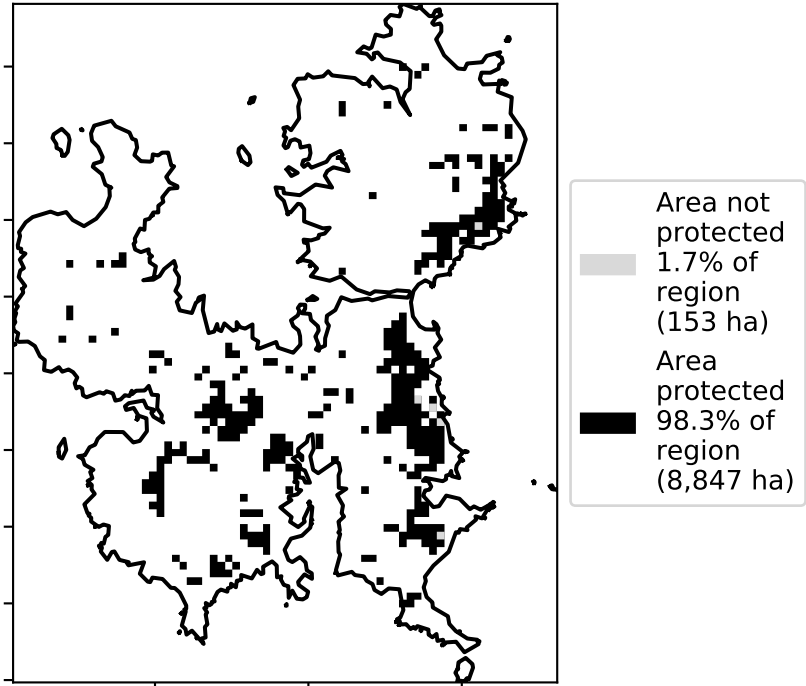 Area not
protected
1.7% of
region
(153 ha)
Area
protected
98.3% of
region
(8,847 ha)